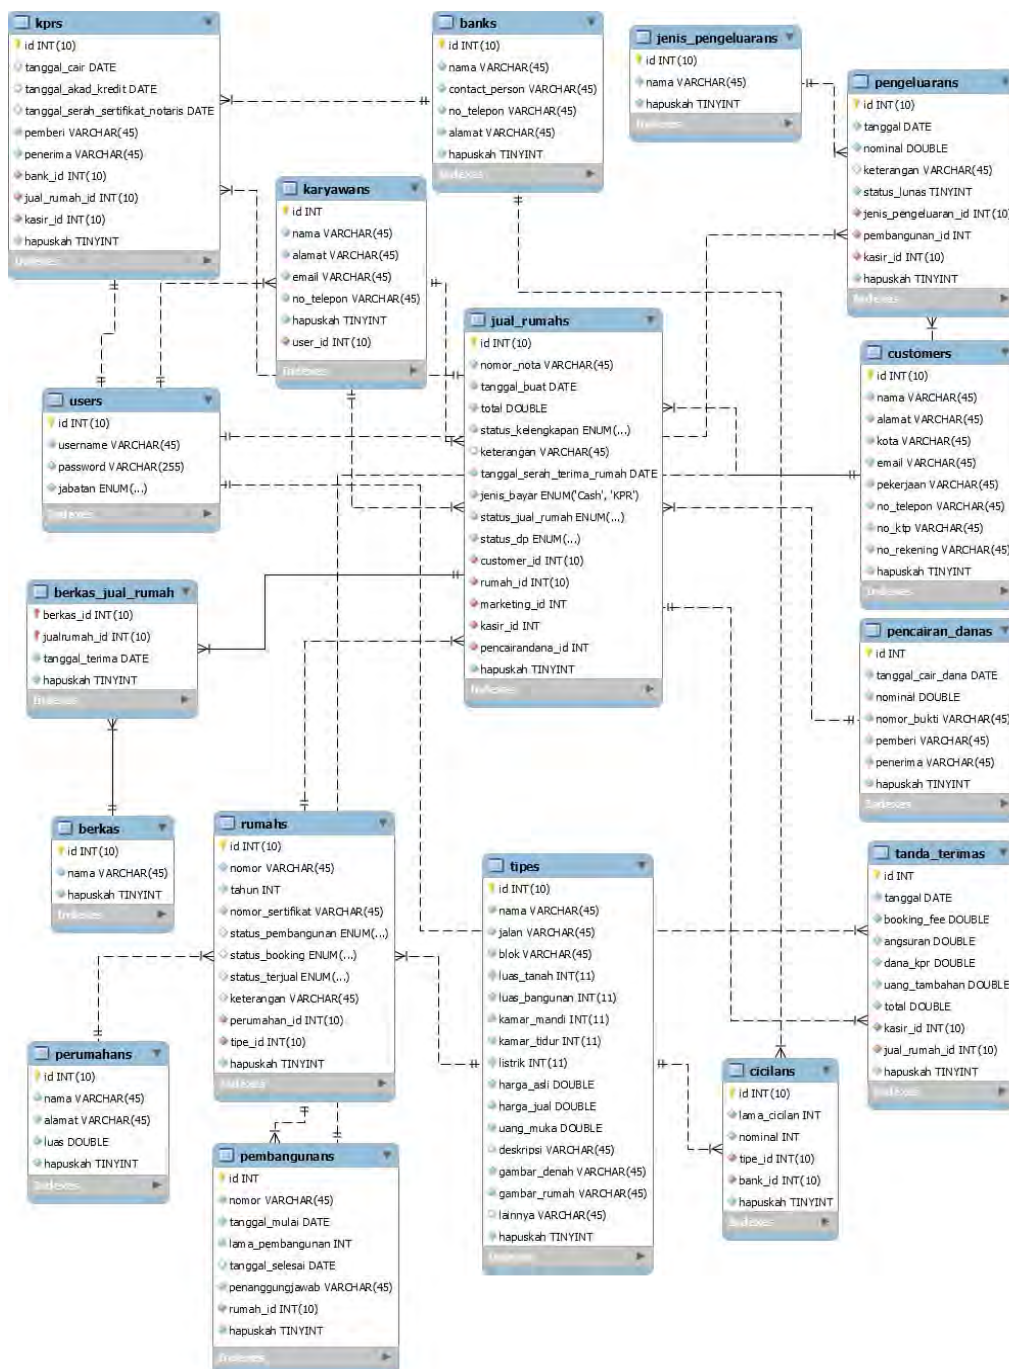 kprs
id INT(10)
tanggal_cair DATE
tanggal_akad_kredit DATE
tanggal_serah_sertifikat_notaris DATE
pemberi VARCHAR(45)
penerima VARCHAR(45)
bank_id INT(10)
jual_rumah_id INT(10)
kasir_id INT(10)
hapuskah TINYINT
Indexes
banks
id INT(10)
nama VARCHAR(45)
contact_person VARCHAR(45)
no_telepon VARCHAR(45)
alamat VARCHAR(45)
hapuskah TINYINT
Indexes
jenis_pengeluarans
id INT(10)
nama VARCHAR(45)
hapuskah TINYINT
Indexes
pengeluarans
id INT(10)
tanggal DATE
nominal DOUBLE
keterangan VARCHAR(45)
status_lunas TINYINT
jenis_pengeluaran_id INT(10)
pembangunan_id INT
kasir_id INT(10)
hapuskah TINYINT
Indexes
karyawans
id INT
nama VARCHAR(45)
alamat VARCHAR(45)
email VARCHAR(45)
no_telepon VARCHAR(45)
hapuskah TINYINT
user_id INT(10)
Indexes
jual_rumahs
id INT(10)
nomor_nota VARCHAR(45)
tanggal_buat DATE
total DOUBLE
status_kelengkapan ENUM(...)
keterangan VARCHAR(45)
tanggal_serah_terima_rumah DATE
jenis_bayar ENUM('Cash', 'KPR')
status_jual_rumah ENUM(...)
status_dp ENUM(...)
customer_id INT(10)
rumah_id INT(10)
marketing_id INT
kasir_id INT
pencairandana_id INT
hapuskah TINYINT
Indexes
customers
id INT(10)
nama VARCHAR(45)
alamat VARCHAR(45)
kota VARCHAR(45)
email VARCHAR(45)
pekerjaan VARCHAR(45)
no_telepon VARCHAR(45)
no_ktp VARCHAR(45)
no_rekening VARCHAR(45)
hapuskah TINYINT
Indexes
users
id INT(10)
username VARCHAR(45)
password VARCHAR(255)
jabatan ENUM(...)
Indexes
berkas_jual_rumah
berkas_id INT(10)
jualrumah_id INT(10)
tanggal_terima DATE
hapuskah TINYINT
Indexes
pencairan_danas
id INT
tanggal_cair_dana DATE
nominal DOUBLE
nomor_bukti VARCHAR(45)
pemberi VARCHAR(45)
penerima VARCHAR(45)
hapuskah TINYINT
Indexes
berkas
id INT(10)
nama VARCHAR(45)
hapuskah TINYINT
Indexes
rumahs
id INT(10)
nomor VARCHAR(45)
tahun INT
nomor_sertifikat VARCHAR(45)
status_pembangunan ENUM(...)
status_booking ENUM(...)
status_terjual ENUM(...)
keterangan VARCHAR(45)
perumahan_id INT(10)
tipe_id INT(10)
hapuskah TINYINT
Indexes
tipes
id INT(10)
nama VARCHAR(45)
jalan VARCHAR(45)
blok VARCHAR(45)
luas_tanah INT(11)
luas_bangunan INT(11)
kamar_mandi INT(11)
kamar_tidur INT(11)
listrik INT(11)
harga_asli DOUBLE
harga_jual DOUBLE
uang_muka DOUBLE
deskripsi VARCHAR(45)
gambar_denah VARCHAR(45)
gambar_rumah VARCHAR(45)
lainnya VARCHAR(45)
hapuskah TINYINT
Indexes
tanda_terimas
id INT
tanggal DATE
booking_fee DOUBLE
angsuran DOUBLE
dana_kpr DOUBLE
uang_tambahan DOUBLE
total DOUBLE
kasir_id INT(10)
jual_rumah_id INT(10)
hapuskah TINYINT
Indexes
perumahans
id INT(10)
nama VARCHAR(45)
alamat VARCHAR(45)
luas DOUBLE
hapuskah TINYINT
Indexes
cicilans
id INT(10)
lama_cicilan INT
nominal INT
tipe_id INT(10)
bank_id INT(10)
hapuskah TINYINT
Indexes
pembangunans
id INT
nomor VARCHAR(45)
tanggal_mulai DATE
lama_pembangunan INT
tanggal_selesai DATE
penanggungjawab VARCHAR(45)
rumah_id INT(10)
hapuskah TINYINT
Indexes